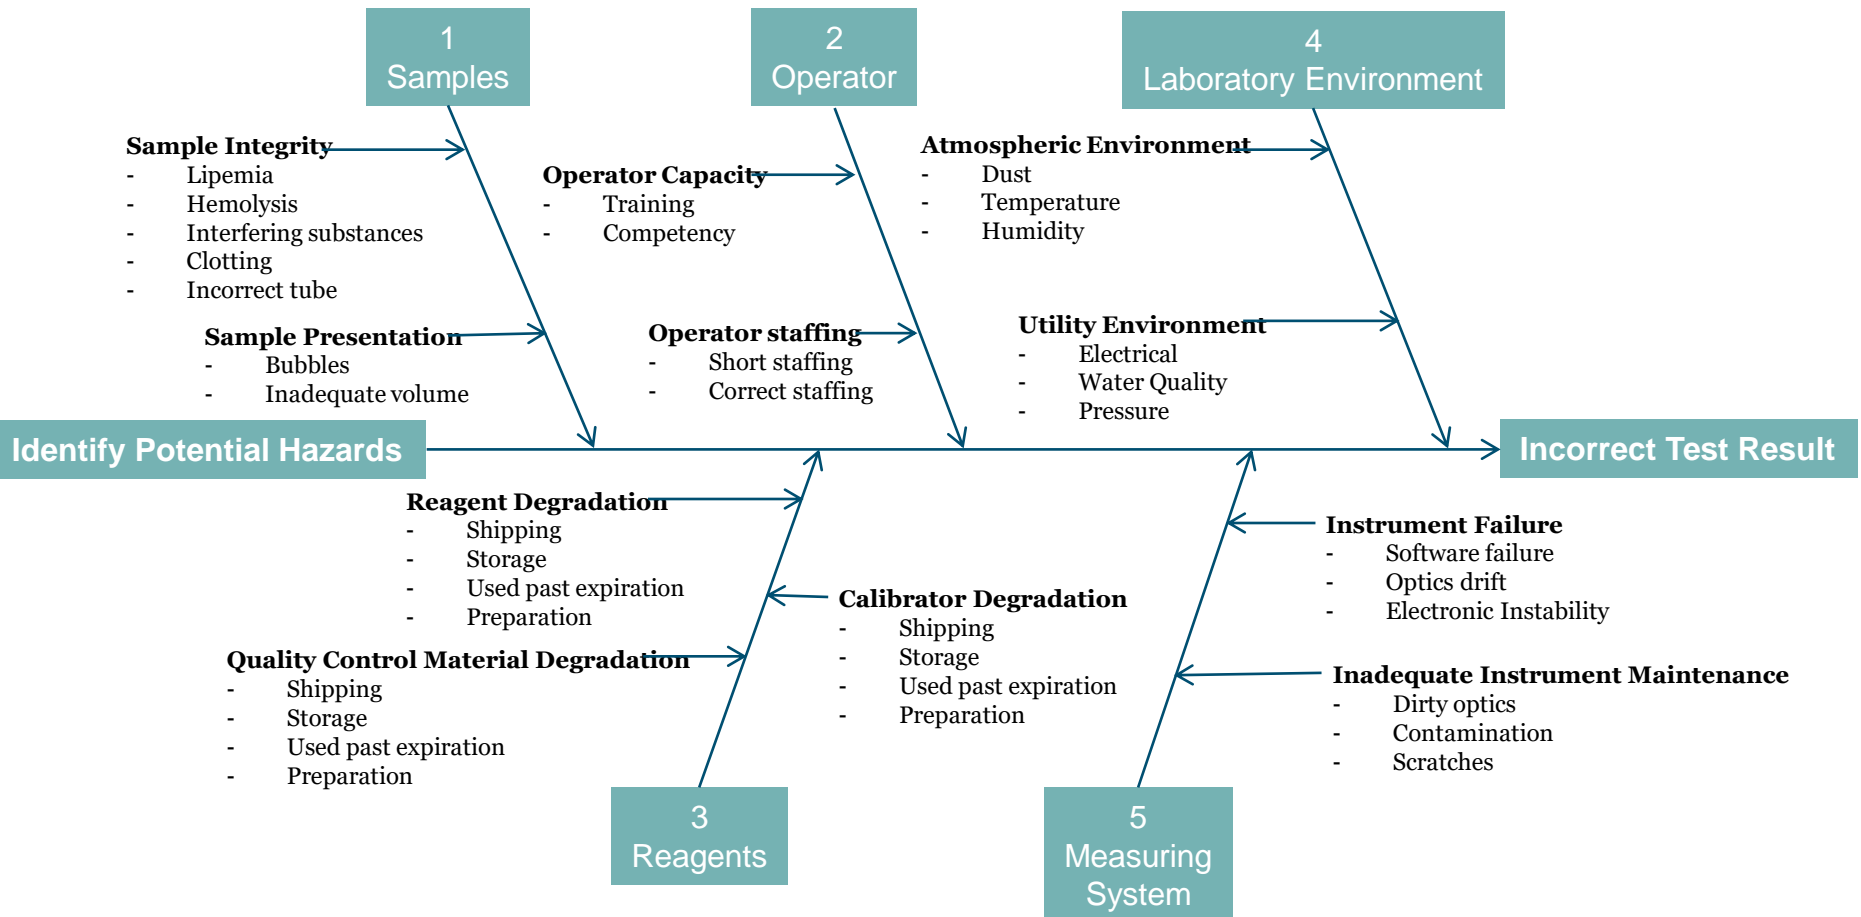 1
Samples
2
Operator
4
Laboratory Environment
Sample Integrity
- Lipemia
- Hemolysis
- Interfering substances
- Clotting
- Incorrect tube
Sample Presentation
- Bubbles
- Inadequate volume
Operator Capacity
- Training
- Competency
Operator staffing
- Short staffing
- Correct staffing
Atmospheric Environment
- Dust
- Temperature
- Humidity
Utility Environment
- Electrical
- Water Quality
- Pressure
Identify Potential Hazards
Incorrect Test Result
Reagent Degradation
- Shipping
- Storage
- Used past expiration
- Preparation
Quality Control Material Degradation
- Shipping
- Storage
- Used past expiration
- Preparation
Calibrator Degradation
- Shipping
- Storage
- Used past expiration
- Preparation
Instrument Failure
- Software failure
- Optics drift
- Electronic Instability
Inadequate Instrument Maintenance
- Dirty optics
- Contamination
- Scratches
3
Reagents
5
Measuring
System